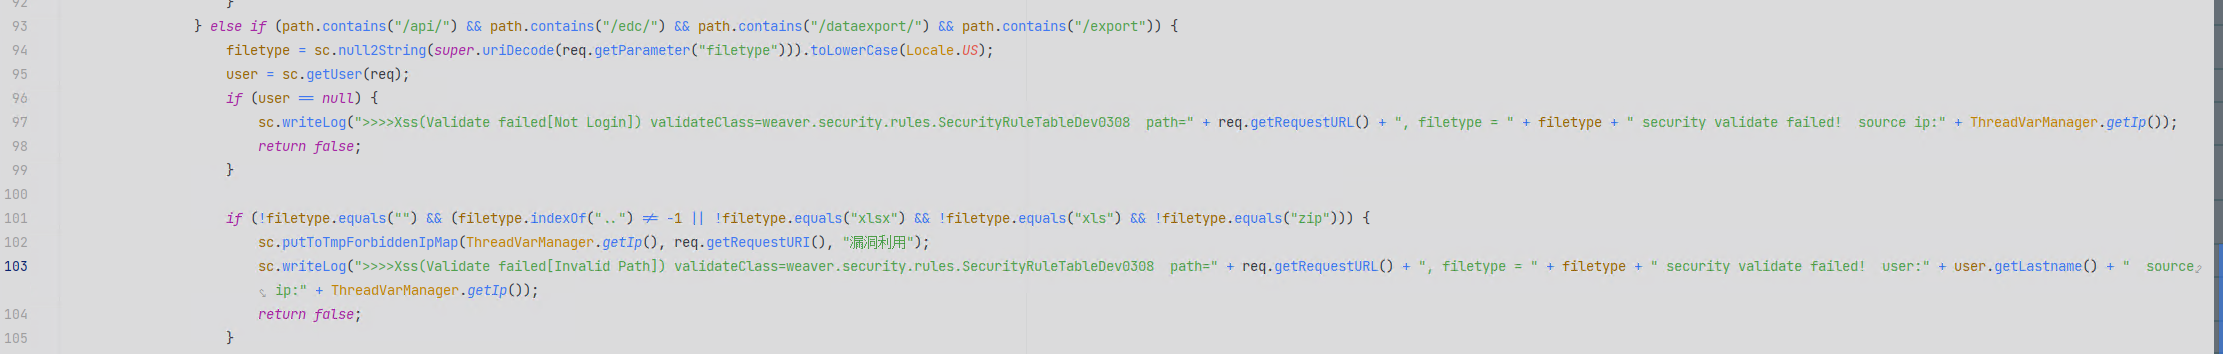 92 }
93 } else if (path.contains("/api/") && path.contains("/edc/") && path.contains("/dataexport/") && path.contains("/export")) {
94 filetype = sc.null2String(super.uriDecode(req.getParameter("filetype"))).toLowerCase(Locale.US);
95 user = sc.getUser(req);
96 if (user == null) {
97 sc.writeLog(">>>>Xss(Validate failed[Not Login]) validateClass=weaver.security.rules.SecurityRuleTableDev0308  path=" + req.getRequestURL() + ", filetype = " + filetype + " security validate failed!  source ip:" + ThreadVarManager.getIp());
98 return false;
99 }
100
101 if (!filetype.equals("") && (filetype.indexOf("..") != -1 || !filetype.equals("xlsx") && !filetype.equals("xls") && !filetype.equals("zip"))) {
102 sc.putToTmpForbiddenIpMap(ThreadVarManager.getIp(), req.getRequestURI(), "漏洞利用");
103 sc.writeLog(">>>>Xss(Validate failed[Invalid Path]) validateClass=weaver.security.rules.SecurityRuleTableDev0308  path=" + req.getRequestURL() + ", filetype = " + filetype + " security validate failed!  user:" + user.getLastname() + "  source
ip:" + ThreadVarManager.getIp());
104 return false;
105 }